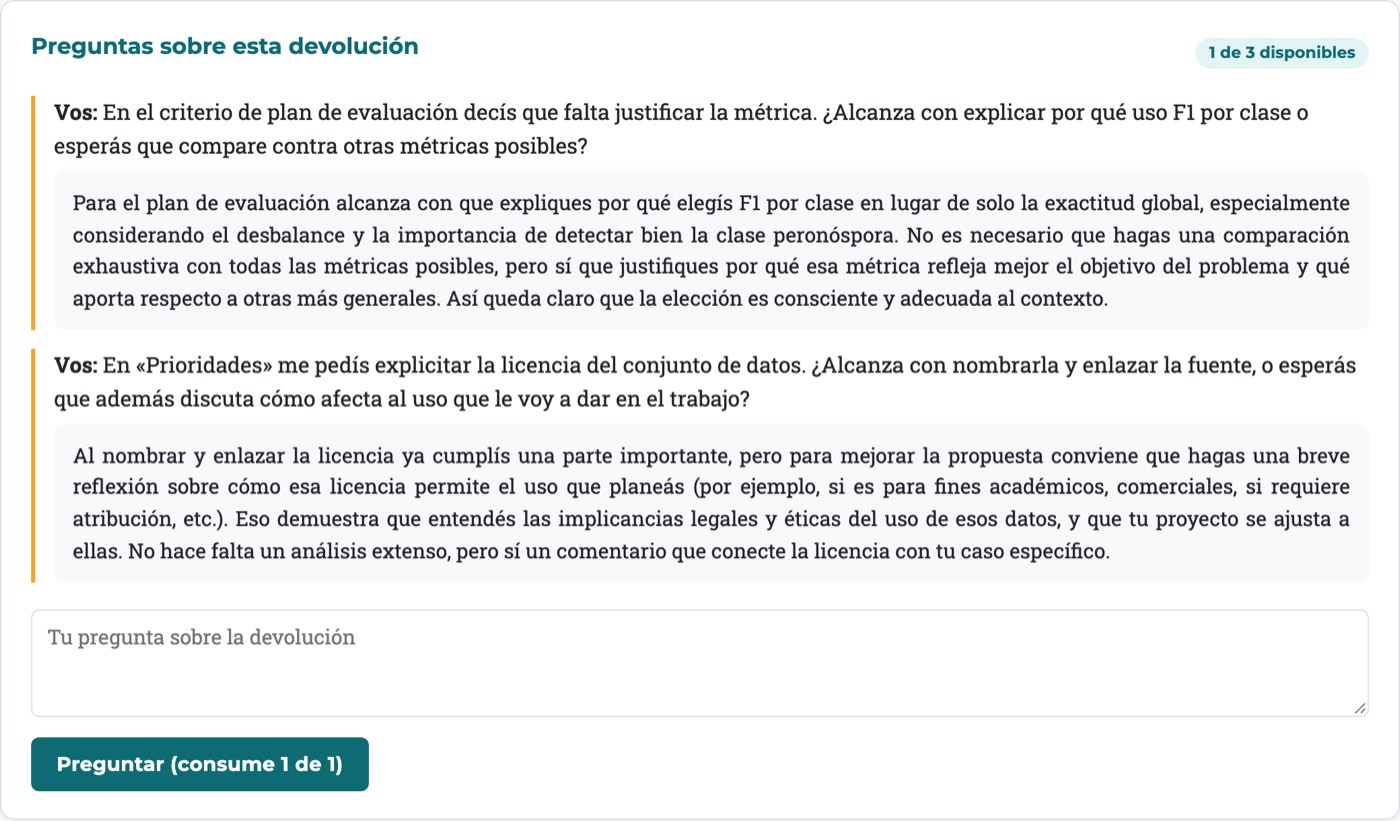 Preguntas sobre esta devolución
1 de 3 disponibles
Vos: En el criterio de plan de evaluación decís que falta justificar la métrica. ¿Alcanza con explicar por qué uso F1 por clase o
esperás que compare contra otras métricas posibles?
Para el plan de evaluación alcanza con que expliques por qué elegís F1 por clase en lugar de solo la exactitud global, especialmente
considerando el desbalance y la importancia de detectar bien la clase peronóspora. No es necesario que hagas una comparación
exhaustiva con todas las métricas posibles, pero sí que justifiques por qué esa métrica refleja mejor el objetivo del problema y qué
aporta respecto a otras más generales. Así queda claro que la elección es consciente y adecuada al contexto.
Vos: En «Prioridades» me pedís explicitar la licencia del conjunto de datos. ¿Alcanza con nombrarla y enlazar la fuente, o esperás
que además discuta cómo afecta al uso que le voy a dar en el trabajo?
Al nombrar y enlazar la licencia ya cumplís una parte importante, pero para mejorar la propuesta conviene que hagas una breve
reflexión sobre cómo esa licencia permite el uso que planeás (por ejemplo, si es para fines académicos, comerciales, si requiere
atribución, etc.). Eso demuestra que entendés las implicancias legales y éticas del uso de esos datos, y que tu proyecto se ajusta a
ellas. No hace falta un análisis extenso, pero sí un comentario que conecte la licencia con tu caso específico.
Tu pregunta sobre la devolución
Preguntar (consume 1 de 1)